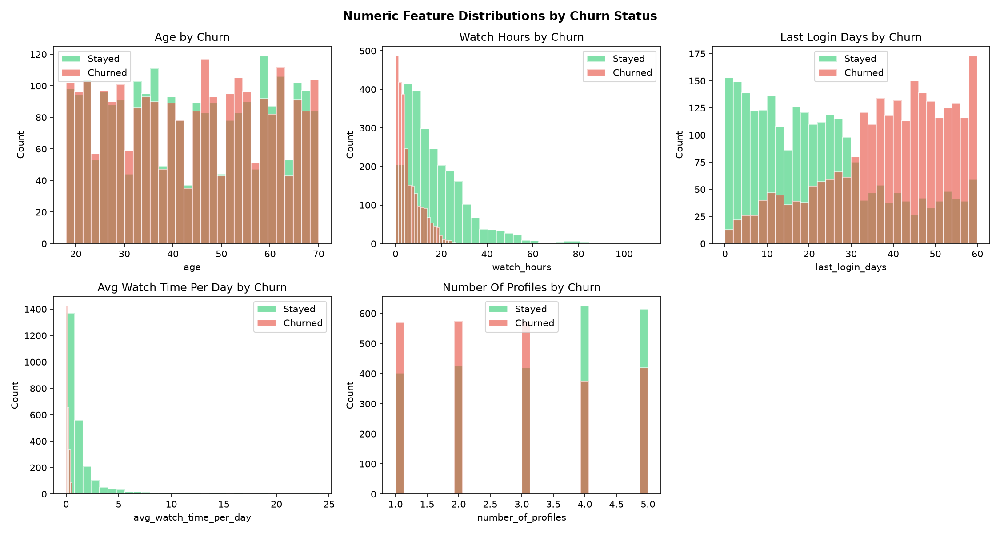 Numeric Feature Distributions by Churn Status
Age by Churn
Count
120
100
80
60
40
20
0
Stayed
Churned
20 30 40 50 60 70
age
Watch Hours by Churn
Count
500
400
300
200
100
0
Stayed
Churned
0 20 40 60 80 100
watch_hours
Last Login Days by Churn
Count
175
150
125
100
75
50
25
0
Stayed
Churned
0 10 20 30 40 50 60
last_login_days
Avg Watch Time Per Day by Churn
Count
1400
1200
1000
800
600
400
200
0
Stayed
Churned
0 5 10 15 20 25
avg_watch_time_per_day
Number Of Profiles by Churn
Count
600
500
400
300
200
100
0
Stayed
Churned
1.0 1.5 2.0 2.5 3.0 3.5 4.0 4.5 5.0
number_of_profiles